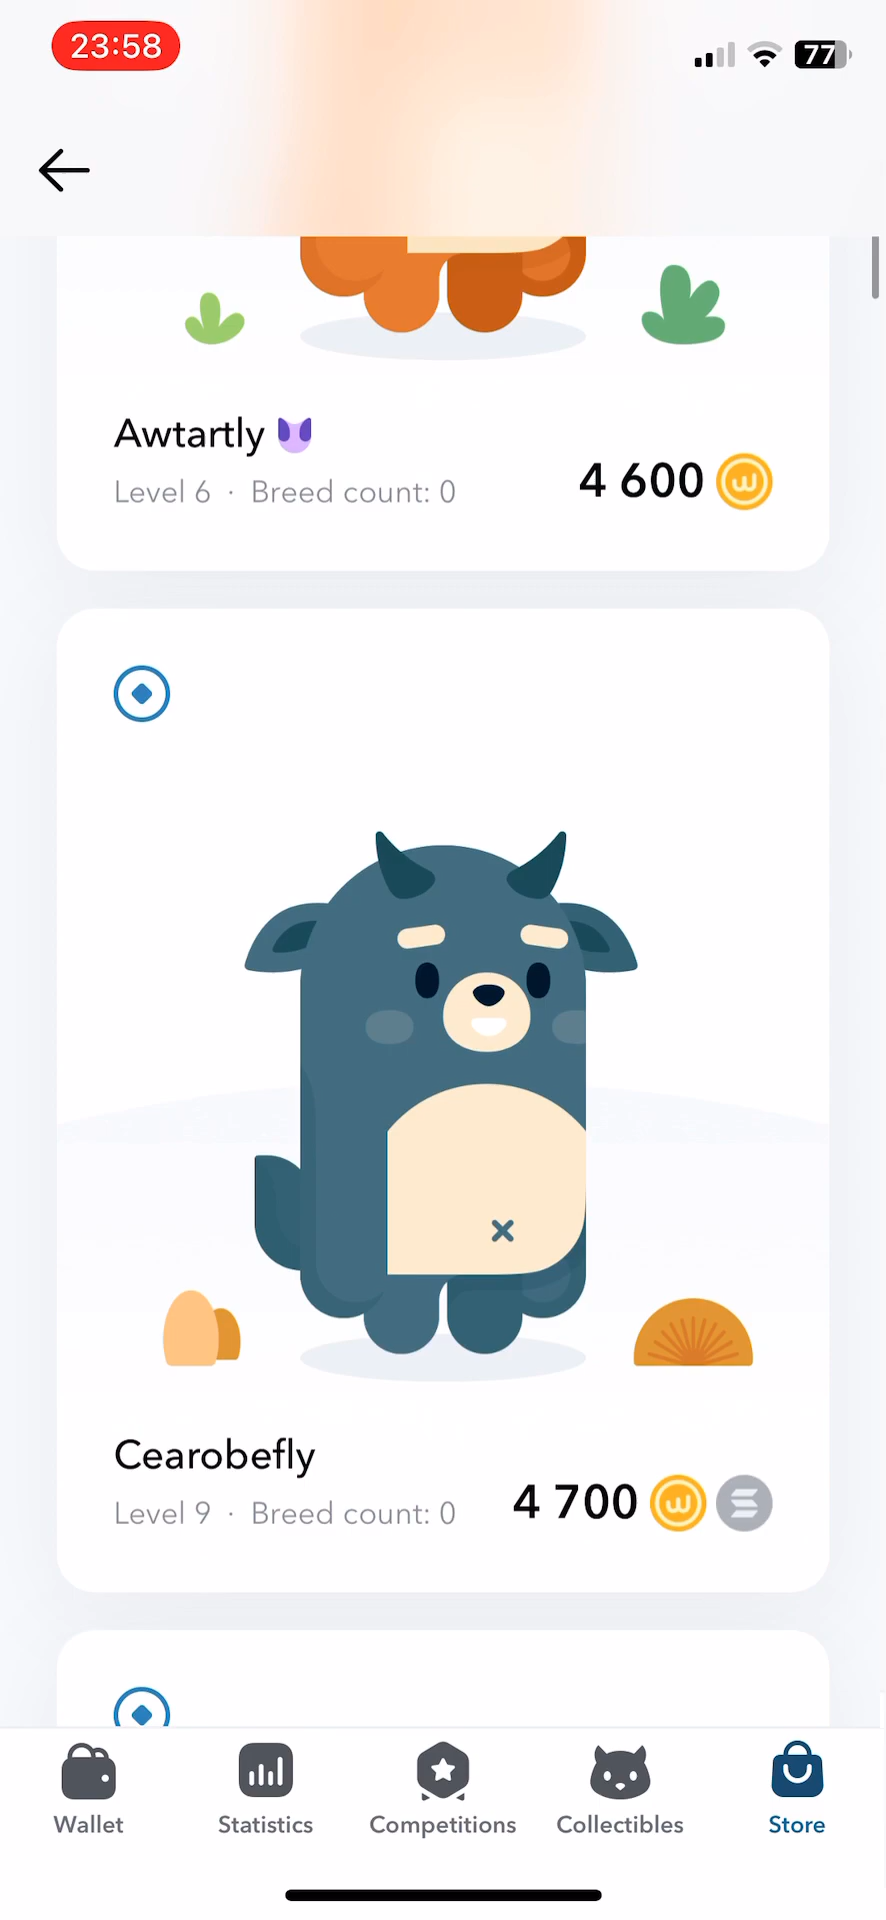 23:58
77
Awtartly
Level 6 · Breed count: 0
4 600
Cearobefly
Level 9 · Breed count: 0
4 700
Wallet
Statistics
Competitions
Collectibles
Store